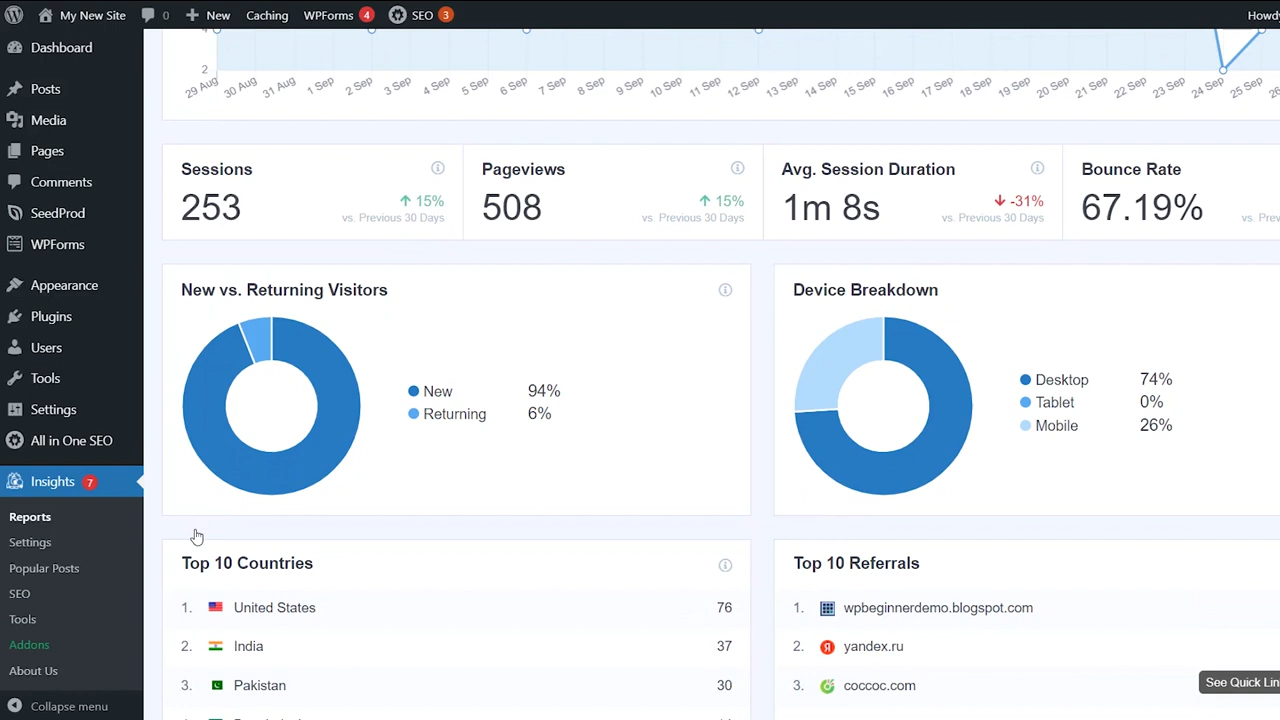 My New Site 0 New Caching WPForms 4 SEO 3 Howdy
Dashboard
Posts
Media
Pages
Comments
SeedProd
WPForms
Appearance
Plugins
Users
Tools
Settings
All in One SEO
Insights 7
Reports
Settings
Popular Posts
SEO
Tools
Addons
About Us
Collapse menu
2
29 Aug 30 Aug 31 Aug 1 Sep 2 Sep 3 Sep 4 Sep 5 Sep 6 Sep 7 Sep 8 Sep 9 Sep 10 Sep 11 Sep 12 Sep 13 Sep 14 Sep 15 Sep 16 Sep 17 Sep 18 Sep 19 Sep 20 Sep 21 Sep 22 Sep 23 Sep 24 Sep 25 Sep
Sessions
253
15%
vs. Previous 30 Days
Pageviews
508
15%
vs. Previous 30 Days
Avg. Session Duration
1m 8s
-31%
vs. Previous 30 Days
Bounce Rate
67.19%
vs. Pre
New vs. Returning Visitors
New 94%
Returning 6%
Device Breakdown
Desktop 74%
Tablet 0%
Mobile 26%
Top 10 Countries
1. United States 76
2. India 37
3. Pakistan 30
Top 10 Referrals
1. wpbeginnerdemo.blogspot.com
2. yandex.ru
3. coccoc.com
See Quick Lin